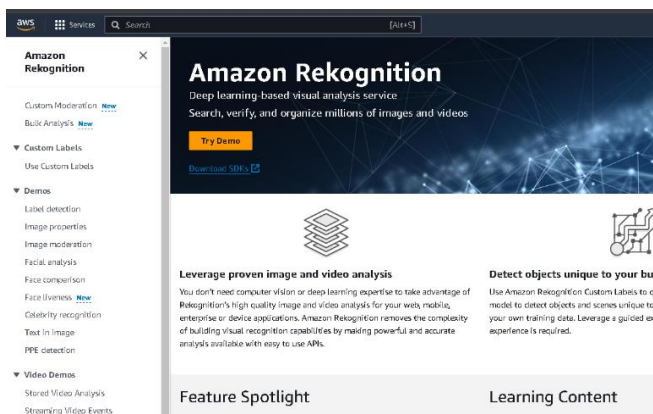 aws
Services
Search
[Alt+S]
Amazon
Rekognition
Custom Moderation New
Bulk Analysis New
Custom Labels
Use Custom Labels
Demos
Label detection
Image properties
Image moderation
Facial analysis
Face comparison
Face liveness New
Celebrity recognition
Text in image
PPE detection
Video Demos
Stored Video Analysis
Streaming Video Events
Amazon Rekognition
Deep learning-based visual analysis service
Search, verify, and organize millions of images and videos
Try Demo
Download SDKs
Leverage proven image and video analysis
You don't need computer vision or deep learning expertise to take advantage of
Rekognition's high quality image and video analysis for your web, mobile,
enterprise or device applications. Amazon Rekognition removes the complexity
of building visual recognition capabilities by making powerful and accurate
analysis available with easy to use APIs.
Detect objects unique to your bu
Use Amazon Rekognition Custom Labels to c
model to detect objects and scenes unique to
your own training data. Leverage a guided ex
experience is required.
Feature Spotlight
Learning Content